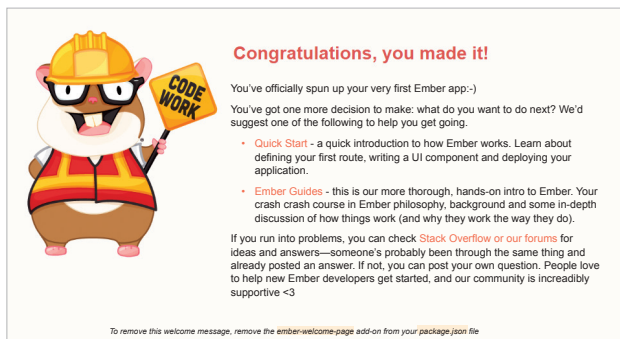 CODE
WORK
Congratulations, you made it!
You've officially spun up your very first Ember app:-)
You've got one more decision to make: what do you want to do next? We'd
suggest one of the following to help you get going.
• Quick Start - a quick introduction to how Ember works. Learn about
defining your first route, writing a UI component and deploying your
application.
• Ember Guides - this is our more thorough, hands-on intro to Ember. Your
crash crash course in Ember philosophy, background and some in-depth
discussion of how things work (and why they work the way they do).
If you run into problems, you can check Stack Overflow or our forums for
ideas and answers—someone's probably been through the same thing and
already posted an answer. If not, you can post your own question. People love
to help new Ember developers get started, and our community is increadibly
supportive <3
To remove this welcome message, remove the ember-welcome-page add-on from your package.json file